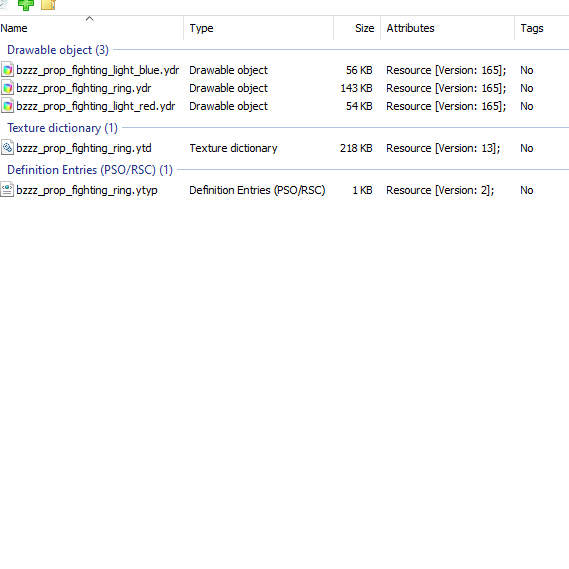 Name Type Size Attributes Tags
Drawable object (3)
bzzz_prop_fighting_light_blue.ydr Drawable object 56 KB Resource [Version: 165]; No
bzzz_prop_fighting_ring.ydr Drawable object 143 KB Resource [Version: 165]; No
bzzz_prop_fighting_light_red.ydr Drawable object 54 KB Resource [Version: 165]; No
Texture dictionary (1)
bzzz_prop_fighting_ring.ytd Texture dictionary 218 KB Resource [Version: 13]; No
Definition Entries (PSO/RSC) (1)
bzzz_prop_fighting_ring.ytyp Definition Entries (PSO/RSC) 1 KB Resource [Version: 2]; No